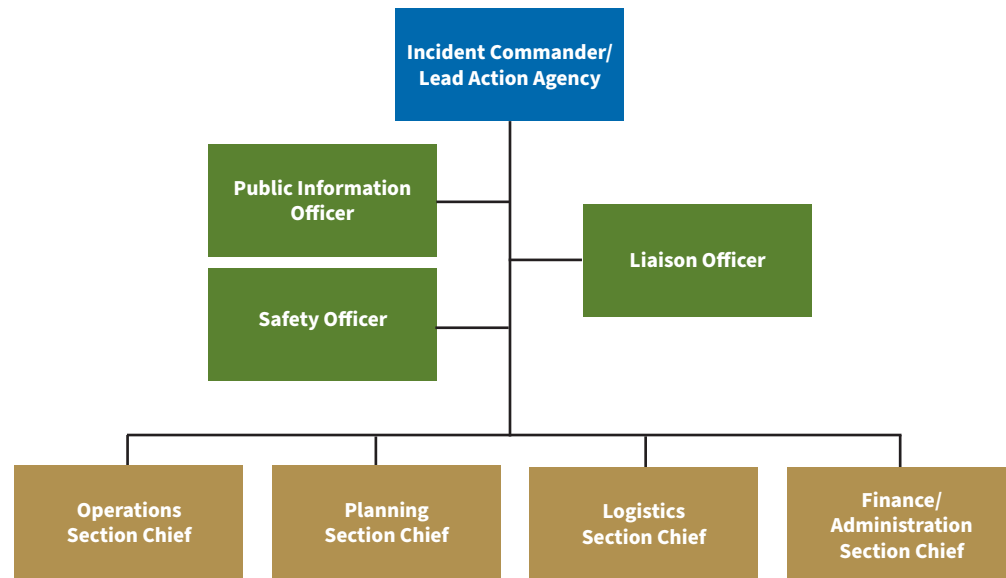 Incident Commander/
Lead Action Agency
Public Information
Officer
Liaison Officer
Safety Officer
Operations
Section Chief
Planning
Section Chief
Logistics
Section Chief
Finance/
Administration
Section Chief